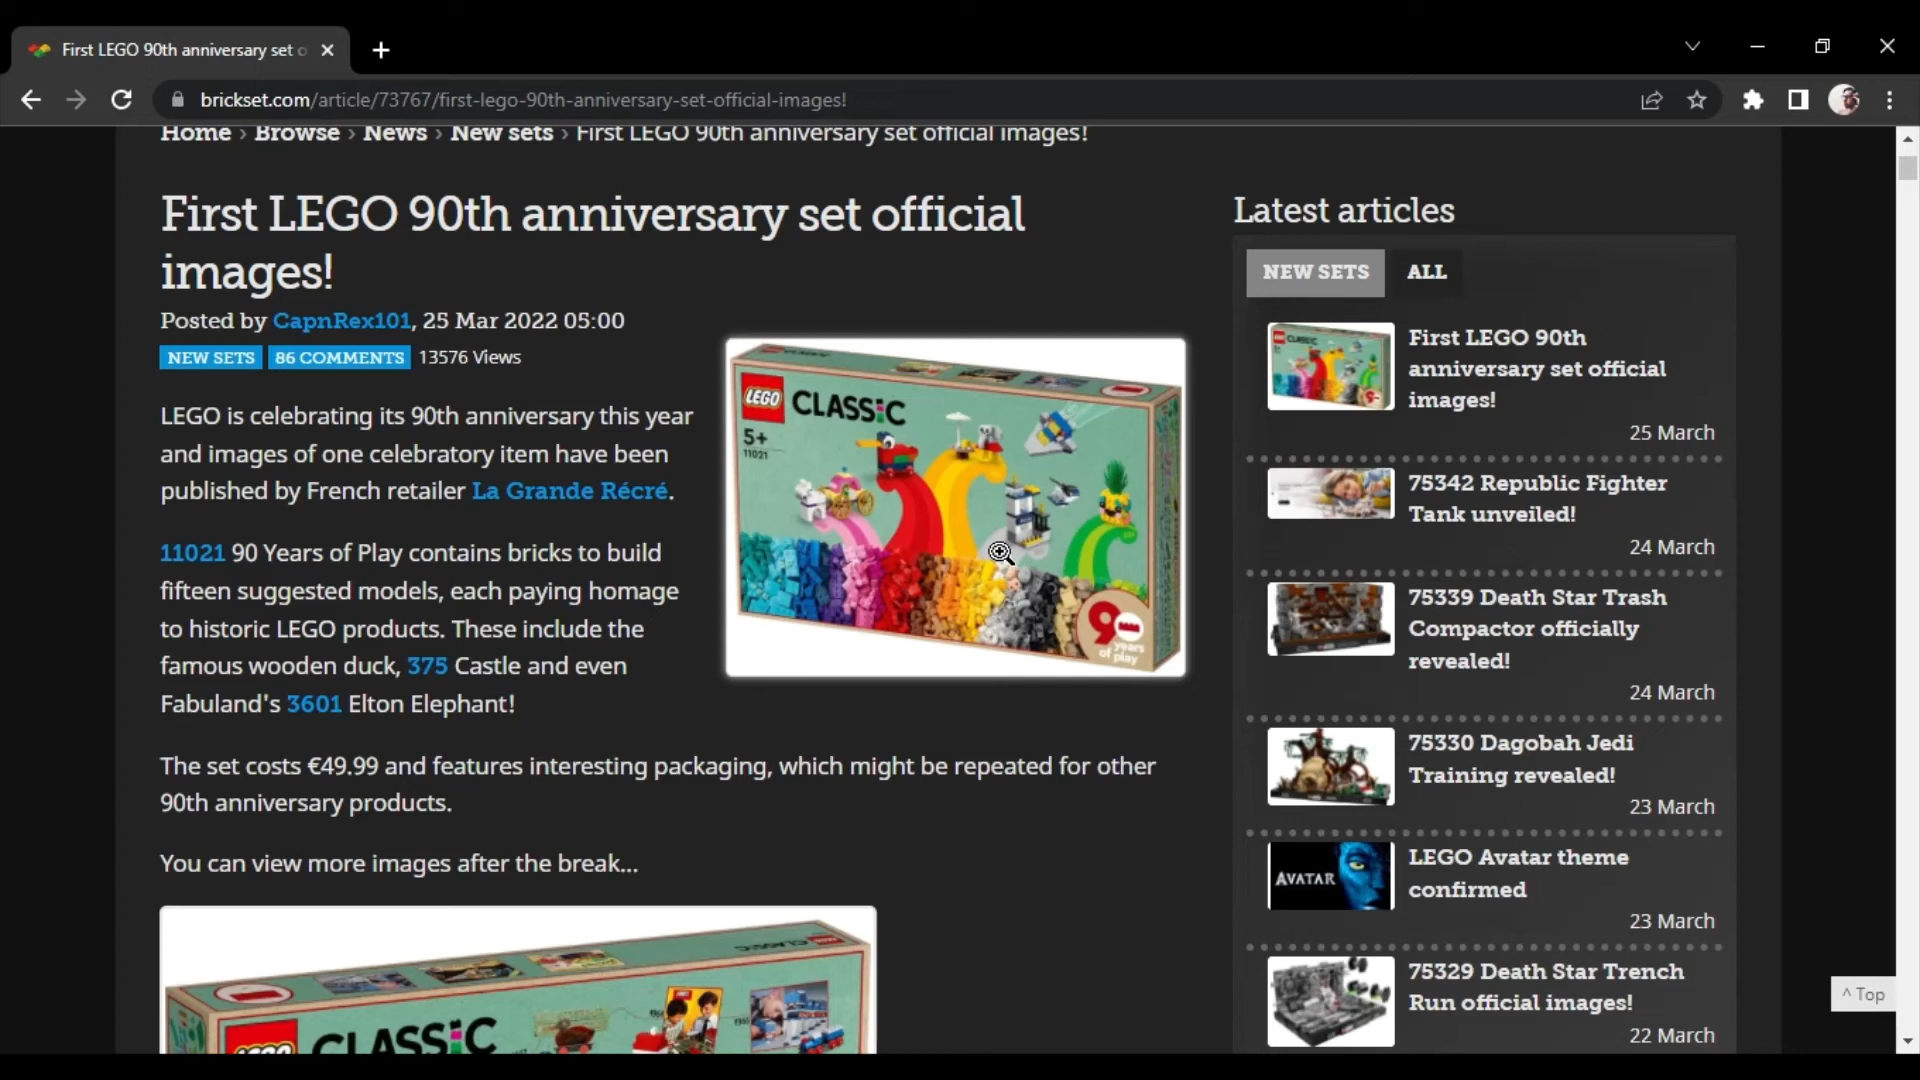 First LEGO 90th anniversary set o
brickset.com/article/73767/first-lego-90th-anniversary-set-official-images!
Home › Browse › News › New sets › First LEGO 90th anniversary set official images!
First LEGO 90th anniversary set official
images!
Posted by CapnRex101, 25 Mar 2022 05:00
NEW SETS 86 COMMENTS 13576 Views
LEGO is celebrating its 90th anniversary this year
and images of one celebratory item have been
published by French retailer La Grande Récré.
11021 90 Years of Play contains bricks to build
fifteen suggested models, each paying homage
to historic LEGO products. These include the
famous wooden duck, 375 Castle and even
Fabuland's 3601 Elton Elephant!
LEGO CLASSIC
5+
11021
90
years
of play
The set costs €49.99 and features interesting packaging, which might be repeated for other
90th anniversary products.
You can view more images after the break...
CLASSIC
LEGO CLASSIC
Latest articles
NEW SETS ALL
First LEGO 90th
anniversary set official
images!
25 March
75342 Republic Fighter
Tank unveiled!
24 March
75339 Death Star Trash
Compactor officially
revealed!
24 March
75330 Dagobah Jedi
Training revealed!
23 March
AVATAR
LEGO Avatar theme
confirmed
23 March
75329 Death Star Trench
Run official images!
22 March
^ Top